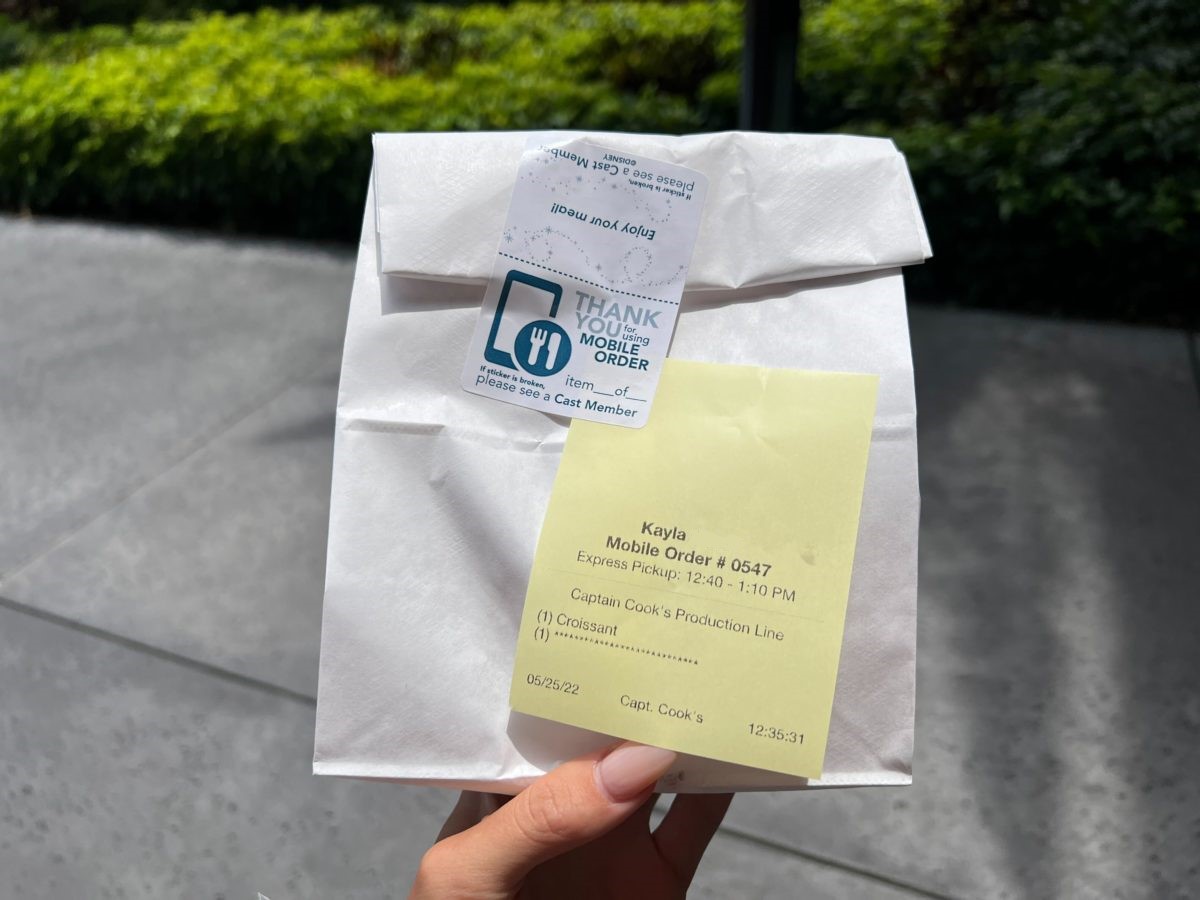 If sticker is broken,
please see a Cast Member
©DISNEY
Enjoy your meal!
THANK
YOU for using
MOBILE
ORDER
item___of___
If sticker is broken,
please see a Cast Member
Kayla
Mobile Order # 0547
Express Pickup: 12:40 - 1:10 PM
Captain Cook's Production Line
(1) Croissant
(1) **************************
05/25/22 Capt. Cook's 12:35:31